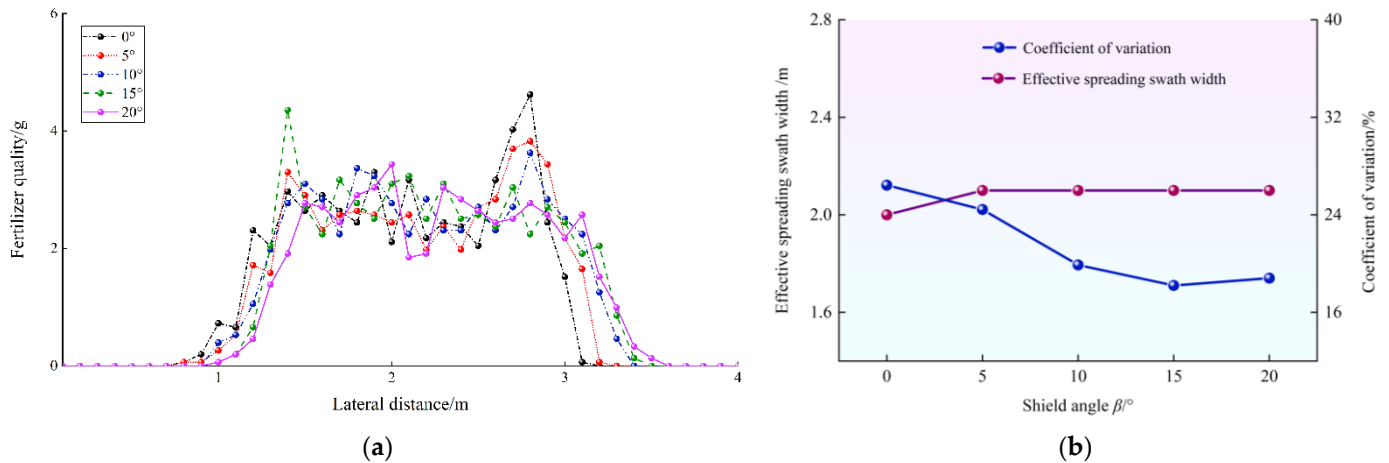 6
4
2
0
Fertilizer quality/g
0°
5°
10°
15°
20°
1
2
3
4
Lateral distance/m
(a)
2.8
2.4
2.0
1.6
Effective spreading swath width /m
Coefficient of variation
Effective spreading swath width
40
32
24
16
Coefficient of variation/%
0
5
10
15
20
Shield angle β/°
(b)